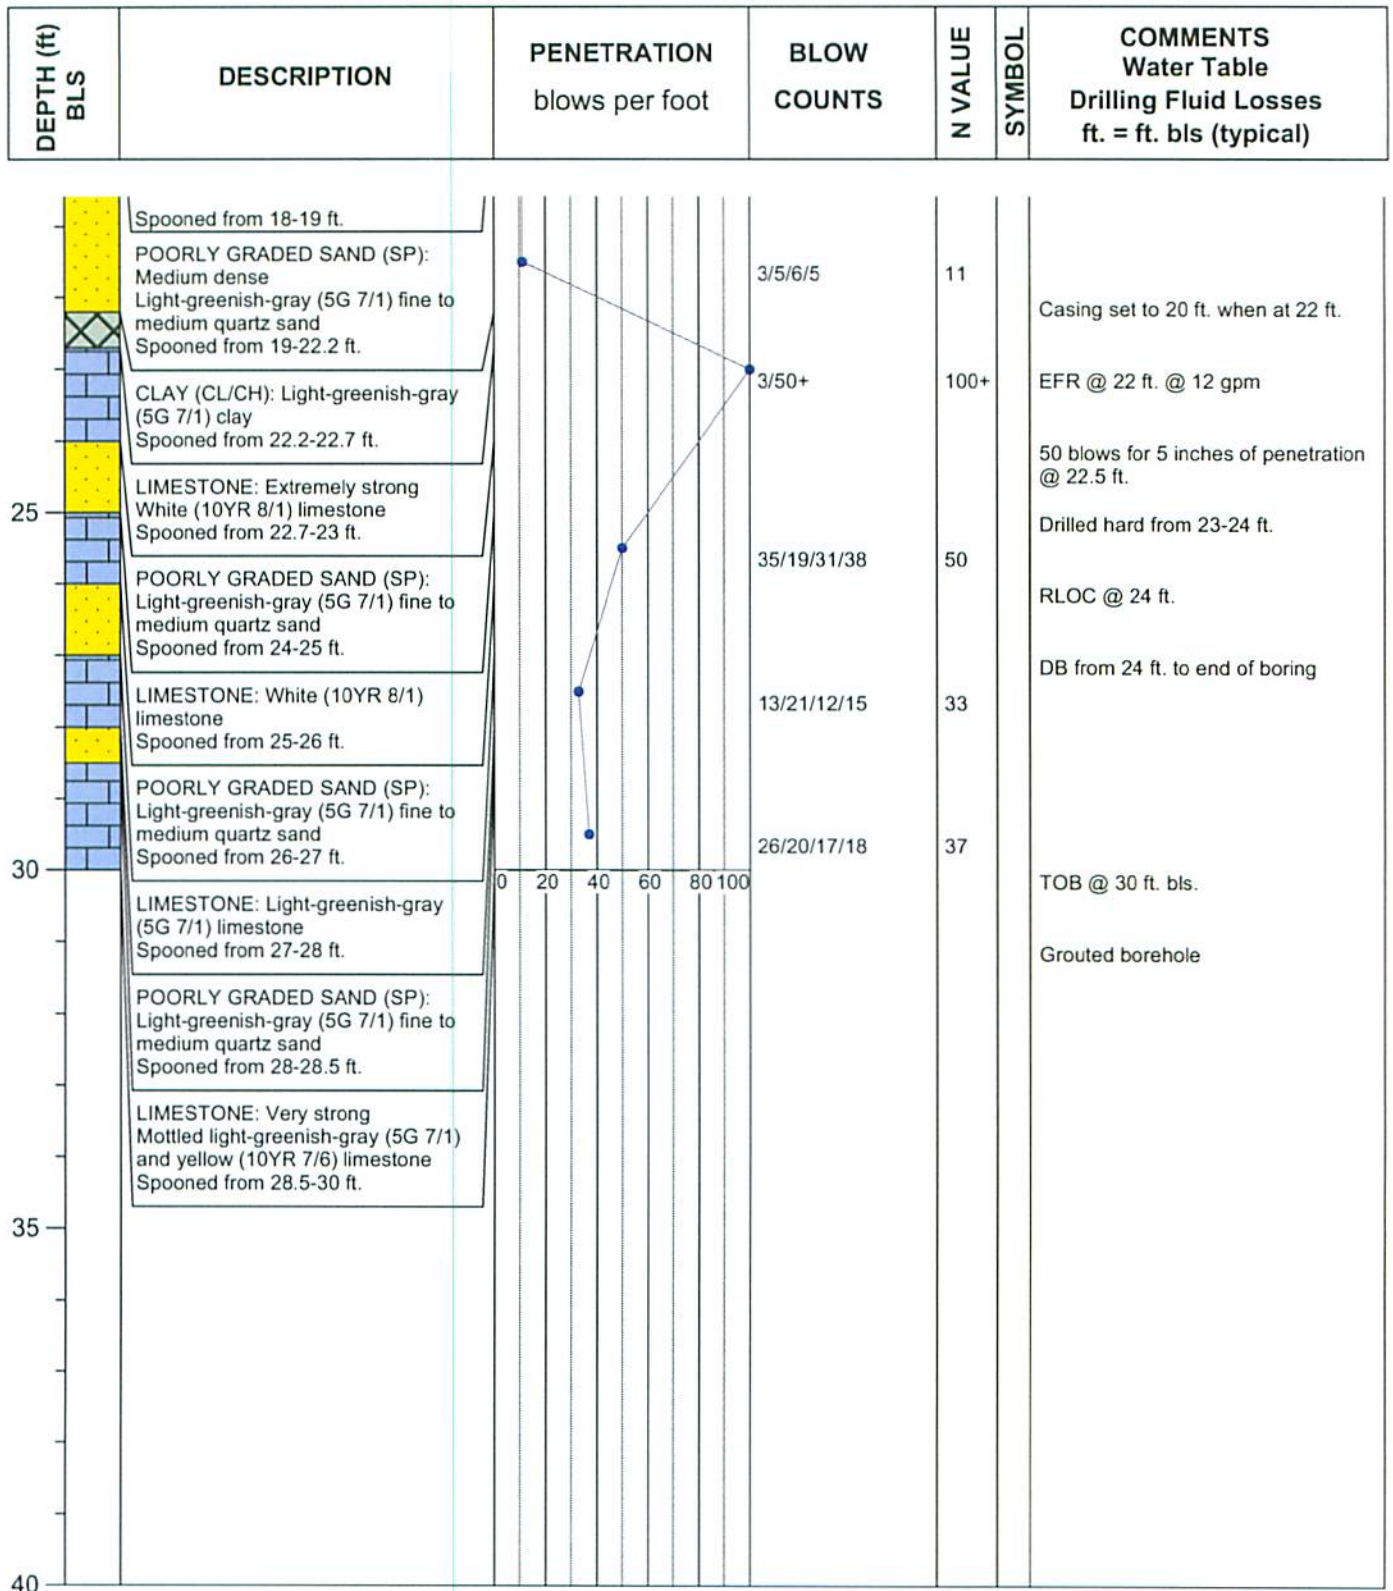 DEPTH (ft)
BLS
DESCRIPTION
PENETRATION
blows per foot
BLOW
COUNTS
N VALUE
SYMBOL
COMMENTS
Water Table
Drilling Fluid Losses
ft. = ft. bls (typical)
Spooned from 18-19 ft.
POORLY GRADED SAND (SP):
Medium dense
Light-greenish-gray (5G 7/1) fine to
medium quartz sand
Spooned from 19-22.2 ft.
CLAY (CL/CH): Light-greenish-gray
(5G 7/1) clay
Spooned from 22.2-22.7 ft.
LIMESTONE: Extremely strong
White (10YR 8/1) limestone
Spooned from 22.7-23 ft.
POORLY GRADED SAND (SP):
Light-greenish-gray (5G 7/1) fine to
medium quartz sand
Spooned from 24-25 ft.
LIMESTONE: White (10YR 8/1)
limestone
Spooned from 25-26 ft.
POORLY GRADED SAND (SP):
Light-greenish-gray (5G 7/1) fine to
medium quartz sand
Spooned from 26-27 ft.
LIMESTONE: Light-greenish-gray
(5G 7/1) limestone
Spooned from 27-28 ft.
POORLY GRADED SAND (SP):
Light-greenish-gray (5G 7/1) fine to
medium quartz sand
Spooned from 28-28.5 ft.
LIMESTONE: Very strong
Mottled light-greenish-gray (5G 7/1)
and yellow (10YR 7/6) limestone
Spooned from 28.5-30 ft.
25
30
35
40
0 20 40 60 80 100
3/5/6/5
3/50+
35/19/31/38
13/21/12/15
26/20/17/18
11
100+
50
33
37
Casing set to 20 ft. when at 22 ft.
EFR @ 22 ft. @ 12 gpm
50 blows for 5 inches of penetration
@ 22.5 ft.
Drilled hard from 23-24 ft.
RLOC @ 24 ft.
DB from 24 ft. to end of boring
TOB @ 30 ft. bls.
Grouted borehole